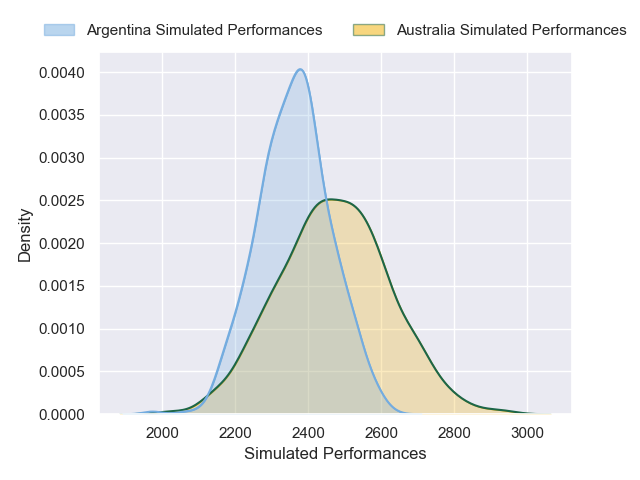 Argentina Simulated Performances
Australia Simulated Performances
0.0040
0.0035
0.0030
0.0025
0.0020
0.0015
0.0010
0.0005
0.0000
Density
2000 2200 2400 2600 2800 3000
Simulated Performances